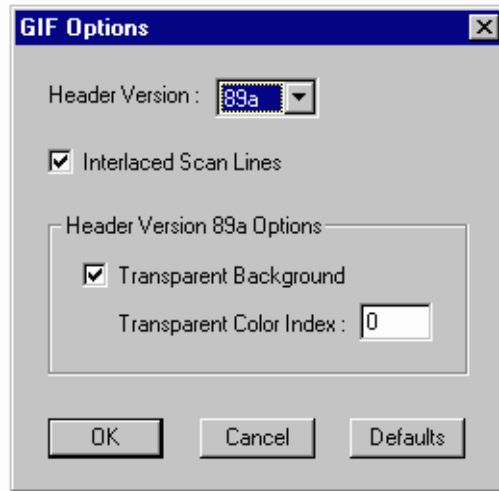 GIF Options
Header Version : 89a
Interlaced Scan Lines
Header Version 89a Options
Transparent Background
Transparent Color Index : 0
OK Cancel Defaults